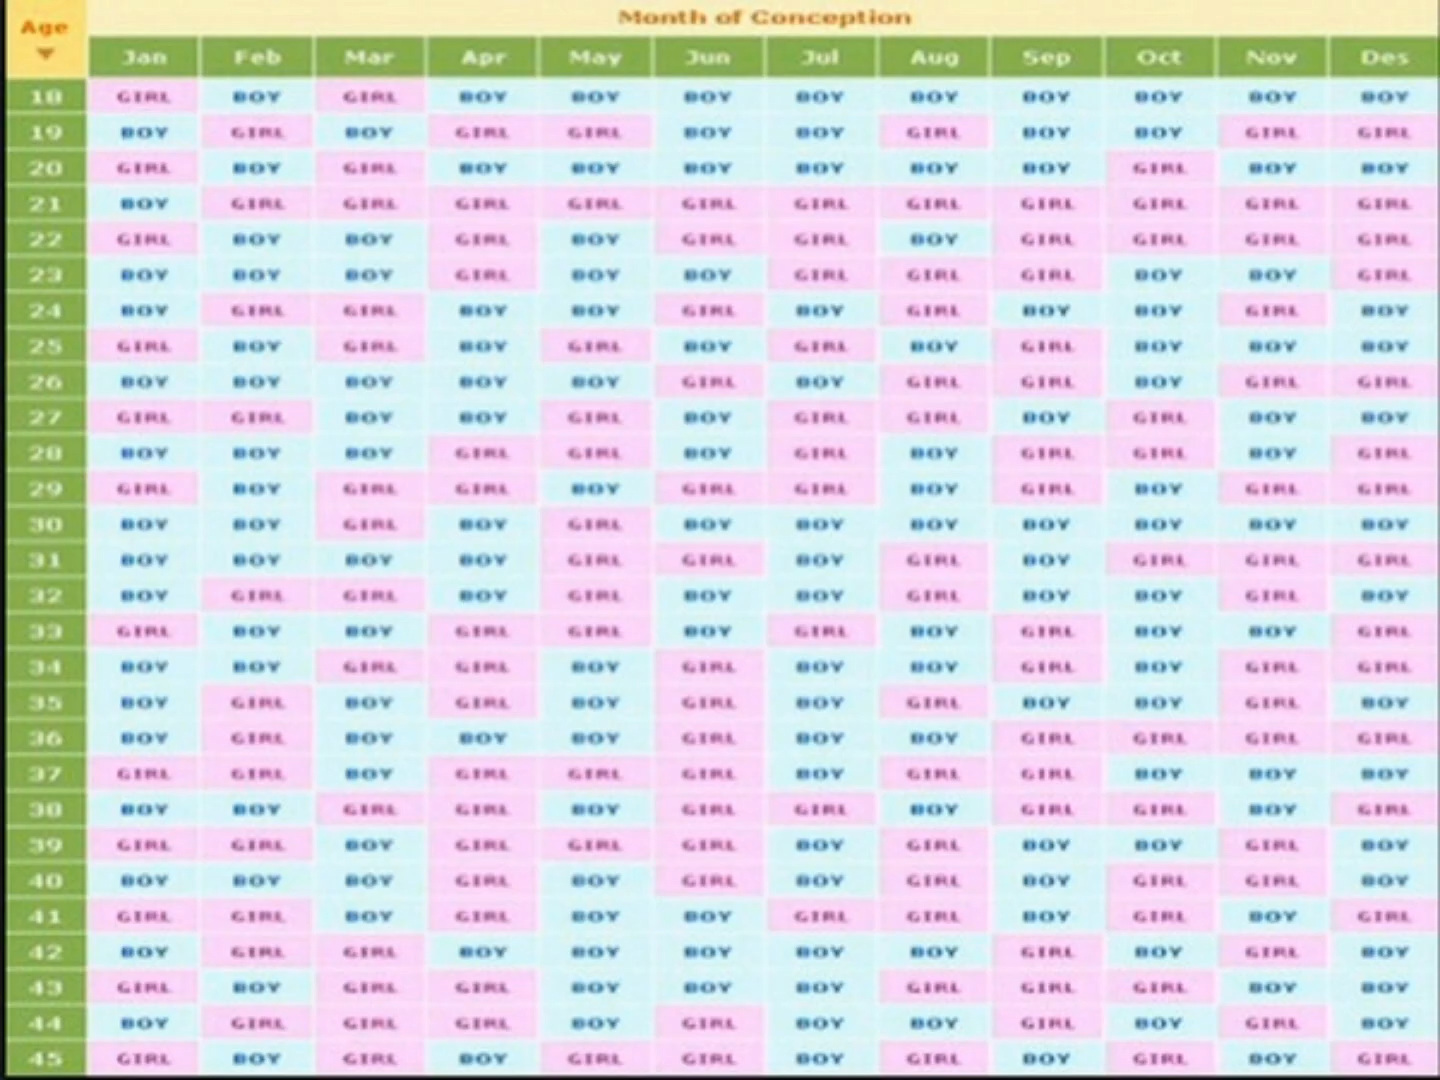 Month of Conception
Age
Jan Feb Mar Apr May Jun Jul Aug Sep Oct Nov Des
18 GIRL BOY GIRL BOY BOY BOY BOY BOY BOY BOY BOY BOY
19 BOY GIRL BOY GIRL GIRL BOY BOY GIRL BOY BOY GIRL GIRL
20 GIRL BOY GIRL BOY BOY BOY BOY BOY BOY GIRL BOY BOY
21 BOY GIRL GIRL GIRL GIRL GIRL GIRL GIRL GIRL GIRL GIRL GIRL
22 GIRL BOY BOY GIRL BOY GIRL GIRL BOY GIRL GIRL GIRL GIRL
23 BOY BOY BOY GIRL BOY BOY GIRL GIRL GIRL BOY BOY GIRL
24 BOY GIRL GIRL BOY BOY GIRL BOY GIRL BOY BOY GIRL BOY
25 GIRL BOY GIRL BOY GIRL BOY GIRL BOY GIRL BOY BOY BOY
26 BOY BOY BOY BOY BOY GIRL BOY GIRL GIRL BOY GIRL GIRL
27 GIRL GIRL BOY BOY GIRL BOY GIRL GIRL BOY GIRL BOY BOY
28 BOY BOY BOY GIRL GIRL BOY GIRL BOY GIRL GIRL BOY GIRL
29 GIRL BOY GIRL GIRL BOY GIRL GIRL BOY GIRL BOY GIRL GIRL
30 BOY BOY GIRL BOY GIRL BOY BOY BOY BOY BOY BOY BOY
31 BOY BOY BOY BOY GIRL GIRL BOY GIRL BOY GIRL GIRL GIRL
32 BOY GIRL GIRL BOY GIRL BOY BOY GIRL BOY BOY GIRL BOY
33 GIRL BOY BOY GIRL GIRL BOY GIRL BOY GIRL BOY BOY GIRL
34 BOY BOY GIRL GIRL BOY GIRL BOY BOY GIRL BOY GIRL GIRL
35 BOY GIRL BOY GIRL BOY GIRL BOY GIRL BOY BOY GIRL BOY
36 BOY GIRL BOY BOY BOY GIRL BOY BOY GIRL GIRL GIRL GIRL
37 GIRL GIRL BOY GIRL GIRL GIRL BOY GIRL GIRL BOY BOY BOY
38 BOY BOY GIRL GIRL BOY GIRL GIRL BOY GIRL GIRL BOY GIRL
39 GIRL GIRL BOY GIRL GIRL GIRL BOY GIRL BOY BOY GIRL BOY
40 BOY BOY BOY GIRL BOY GIRL BOY GIRL BOY GIRL GIRL BOY
41 GIRL GIRL BOY GIRL BOY BOY GIRL GIRL BOY GIRL BOY GIRL
42 BOY GIRL GIRL BOY BOY BOY BOY BOY GIRL BOY GIRL BOY
43 GIRL BOY GIRL GIRL BOY BOY BOY GIRL GIRL GIRL BOY BOY
44 BOY GIRL GIRL GIRL BOY GIRL BOY BOY GIRL BOY GIRL BOY
45 GIRL BOY GIRL BOY GIRL GIRL BOY GIRL BOY GIRL BOY GIRL